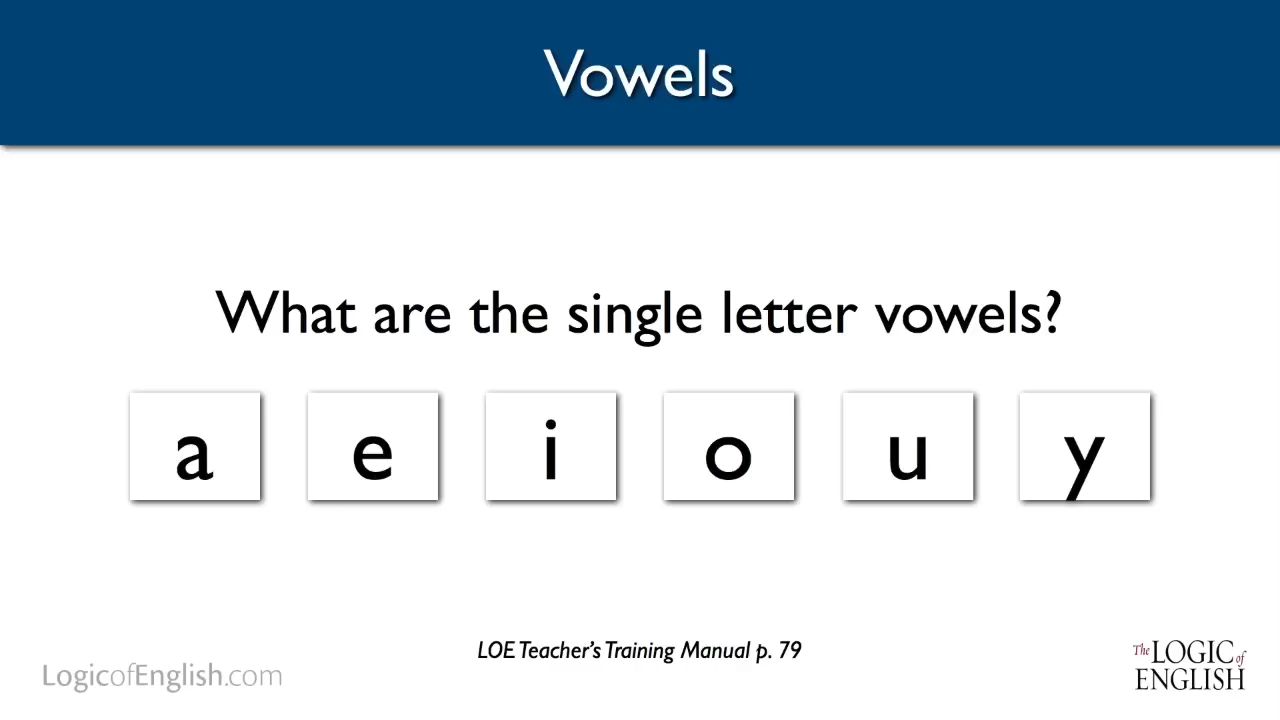 Vowels
What are the single letter vowels?
a e i o u y
LOE Teacher's Training Manual p. 79
LogicofEnglish.com
The LOGIC of
ENGLISH